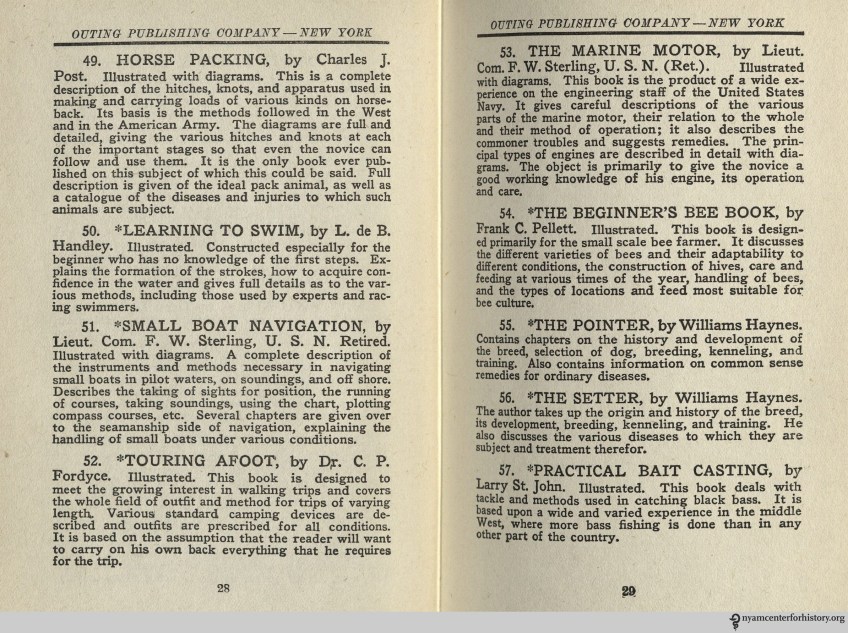 OUTING PUBLISHING COMPANY—NEW YORK
49. HORSE PACKING, by Charles J.
Post. Illustrated with diagrams. This is a complete
description of the hitches, knots, and apparatus used in
making and carrying loads of various kinds on horse-
back. Its basis is the methods followed in the West
and in the American Army. The diagrams are full and
detailed, giving the various hitches and knots at each
of the important stages so that even the novice can
follow and use them. It is the only book ever pub-
lished on this subject of which this could be said. Full
description is given of the ideal pack animal, as well as
a catalogue of the diseases and injuries to which such
animals are subject.
50. *LEARNING TO SWIM, by L. de B.
Handley. Illustrated. Constructed especially for the
beginner who has no knowledge of the first steps. Ex-
plains the formation of the strokes, how to acquire con-
fidence in the water and gives full details as to the var-
ious methods, including those used by experts and rac-
ing swimmers.
51. *SMALL BOAT NAVIGATION, by
Lieut. Com. F. W. Sterling, U. S. N. Retired.
Illustrated with diagrams. A complete description of
the instruments and methods necessary in navigating
small boats in pilot waters, on soundings, and off shore.
Describes the taking of sights for position, the running
of courses, taking soundings, using the chart, plotting
compass courses, etc. Several chapters are given over
to the seamanship side of navigation, explaining the
handling of small boats under various conditions.
52. *TOURING AFOOT, by Dr. C. P.
Fordyce. Illustrated. This book is designed to
meet the growing interest in walking trips and covers
the whole field of outfit and method for trips of varying
length. Various standard camping devices are de-
scribed and outfits are prescribed for all conditions.
It is based on the assumption that the reader will want
to carry on his own back everything that he requires
for the trip.
28
OUTING PUBLISHING COMPANY—NEW YORK
53. THE MARINE MOTOR, by Lieut.
Com. F. W. Sterling, U. S. N. (Ret.). Illustrated
with diagrams. This book is the product of a wide ex-
perience on the engineering staff of the United States
Navy. It gives careful descriptions of the various
parts of the marine motor, their relation to the whole
and their method of operation; it also describes the
commoner troubles and suggests remedies. The prin-
cipal types of engines are described in detail with dia-
grams. The object is primarily to give the novice a
good working knowledge of his engine, its operation
and care.
54. *THE BEGINNER'S BEE BOOK, by
Frank C. Pellett. Illustrated. This book is design-
ed primarily for the small scale bee farmer. It discusses
the different varieties of bees and their adaptability to
different conditions, the construction of hives, care and
feeding at various times of the year, handling of bees,
and the types of locations and feed most suitable for
bee culture.
55. *THE POINTER, by Williams Haynes.
Contains chapters on the history and development of
the breed, selection of dog, breeding, kenneling, and
training. Also contains information on common sense
remedies for ordinary diseases.
56. *THE SETTER, by Williams Haynes.
The author takes up the origin and history of the breed,
its development, breeding, kenneling, and training. He
also discusses the various diseases to which they are
subject and treatment therefor.
57. *PRACTICAL BAIT CASTING, by
Larry St. John. Illustrated. This book deals with
tackle and methods used in catching black bass. It is
based upon a wide and varied experience in the middle
West, where more bass fishing is done than in any
other part of the country.
29
nyamcenterforhistory.org